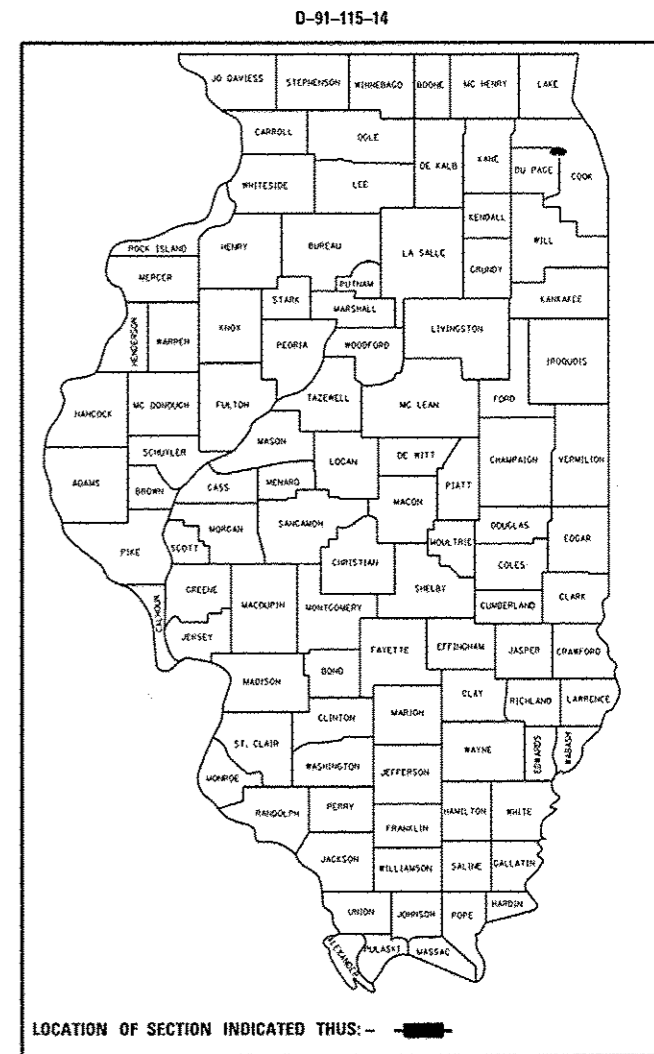 D-91-115-14
JO DAVIESS STEPHENSON WINNEBAGO BOONE MC HENRY LAKE
CARROLL OGLE
DE KALB KANE DU PAGE COOK
WHITESIDE LEE
KENDALL WILL
ROCK ISLAND HENRY BUREAU LA SALLE
MERCER PUTNAM GRUNDY
STARK MARSHALL KANKAKEE
HENDERSON WARREN KNOX PEORIA WOODFORD LIVINGSTON
IROQUOIS
HANCOCK MC DONOUGH FULTON TAZEWELL MC LEAN FORD
SCHUYLER MASON
ADAMS BROWN CASS MENARD LOGAN DE WITT PIATT CHAMPAIGN VERMILION
MACON
MORGAN SANGAMON DOUGLAS
PIKE SCOTT CHRISTIAN MOULTRIE COLES EDGAR
GREENE MACOUPIN MONTGOMERY SHELBY CLARK
CALHOUN CUMBERLAND
JERSEY FAYETTE EFFINGHAM JASPER CRAWFORD
MADISON BOND
CLAY RICHLAND LAWRENCE
CLINTON MARION
ST. CLAIR WAYNE EDWARDS WABASH
MONROE WASHINGTON JEFFERSON
RANDOLPH PERRY HAMILTON WHITE
FRANKLIN
JACKSON WILLIAMSON SALINE GALLATIN
UNION JOHNSON POPE HARDIN
ALEXANDER PULASKI MASSAC
LOCATION OF SECTION INDICATED THUS:-